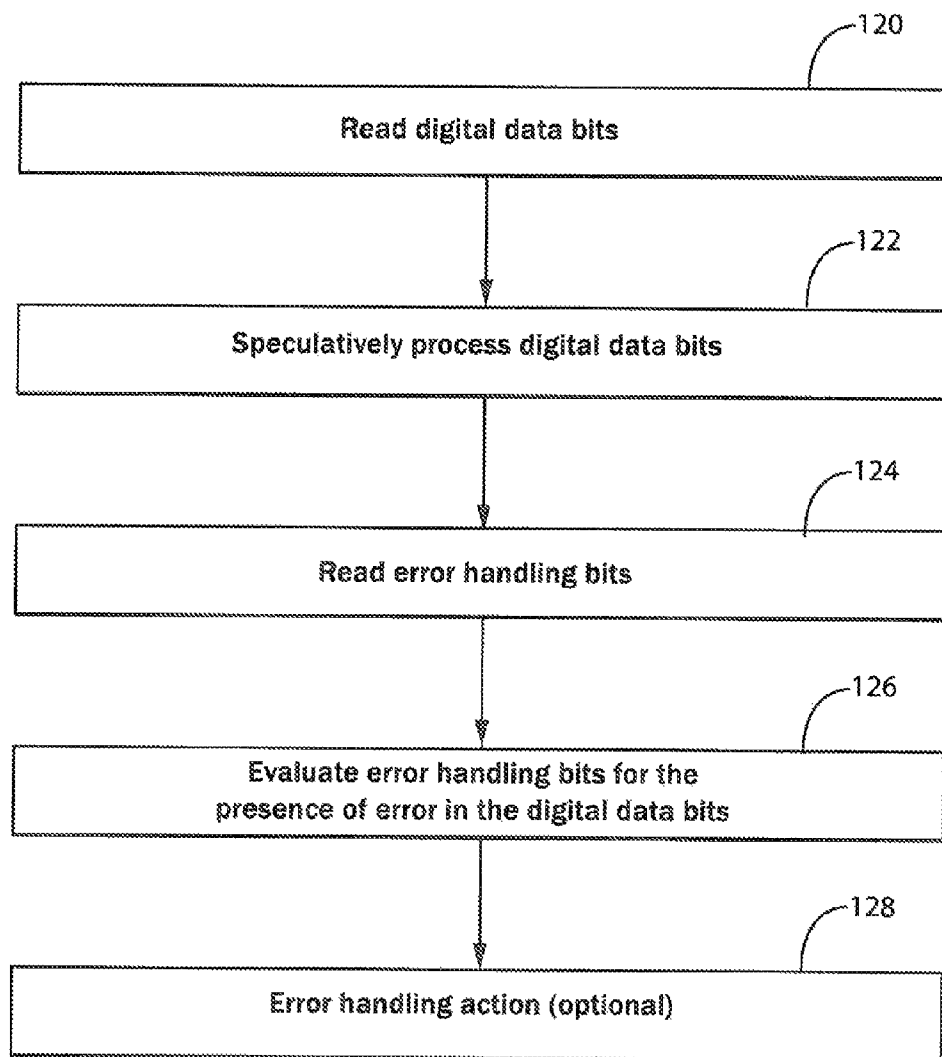 120
Read digital data bits
122
Speculatively process digital data bits
124
Read error handling bits
126
Evaluate error handling bits for the
presence of error in the digital data bits
128
Error handling action (optional)